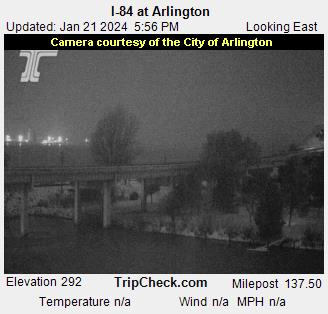 I-84 at Arlington
Updated: Jan 21 2024 5:56 PM Looking East
Camera courtesy of the City of Arlington
Elevation 292 TripCheck.com Milepost 137.50
Temperature n/a Wind n/a MPH n/a